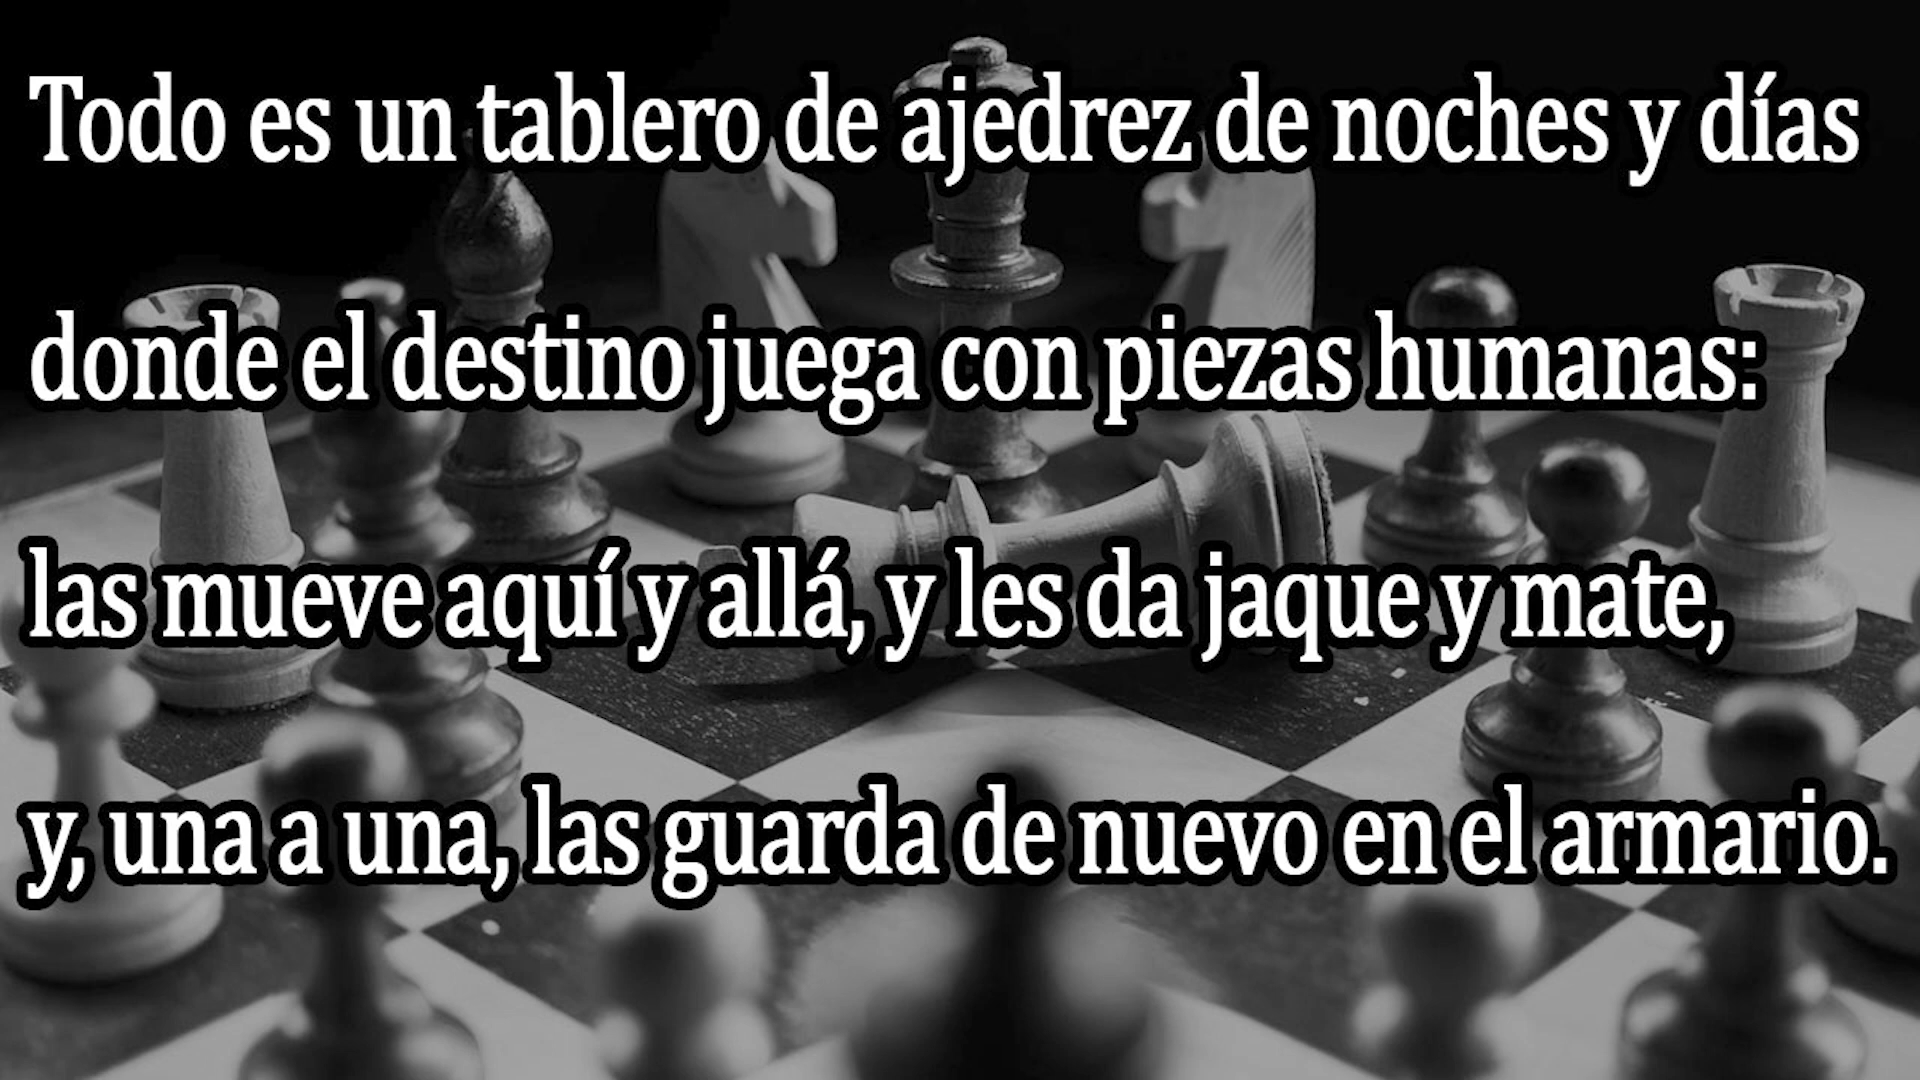 Todo es un tablero de ajedrez de noches y días
donde el destino juega con piezas humanas:
las mueve aquí y allá, y les da jaque y mate,
y, una a una, las guarda de nuevo en el armario.